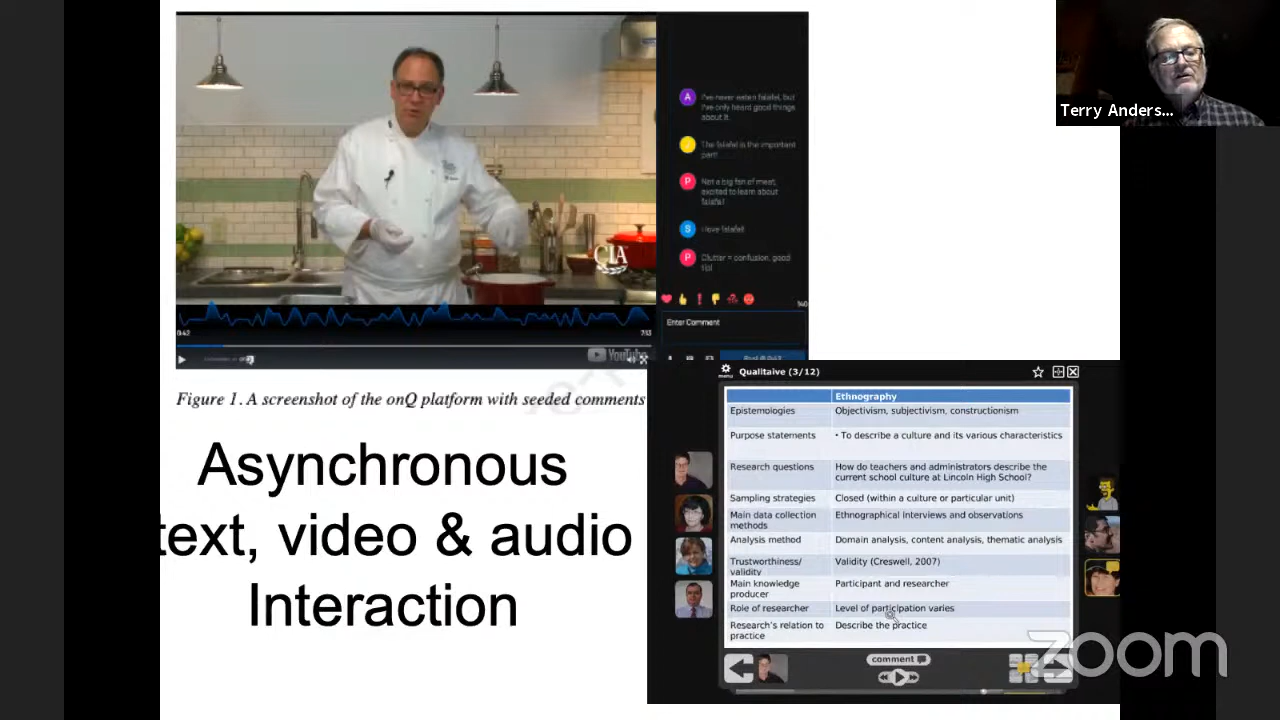 Terry Anders...
I've never eaten falafel, but
I've only heard good things
about it.
The falafel is the important
part!
Not a big fan of meat,
excited to learn about
falafel!
I love falafel!
Clutter = confusion, good
tip!
CIA
Enter Comment
0:42
7:13
YouTube
Figure 1. A screenshot of the onQ platform with seeded comments
Asynchronous
text, video & audio
Interaction
menu
Qualitaive (3/12)
Ethnography
Epistemologies Objectivism, subjectivism, constructionism
Purpose statements • To describe a culture and its various characteristics
Research questions How do teachers and administrators describe the
current school culture at Lincoln High School?
Sampling strategies Closed (within a culture or particular unit)
Main data collection Ethnographical interviews and observations
methods
Analysis method Domain analysis, content analysis, thematic analysis
Trustworthiness/ Validity (Creswell, 2007)
validity
Main knowledge Participant and researcher
producer
Role of researcher Level of participation varies
Research's relation to Describe the practice
practice
comment
zoom